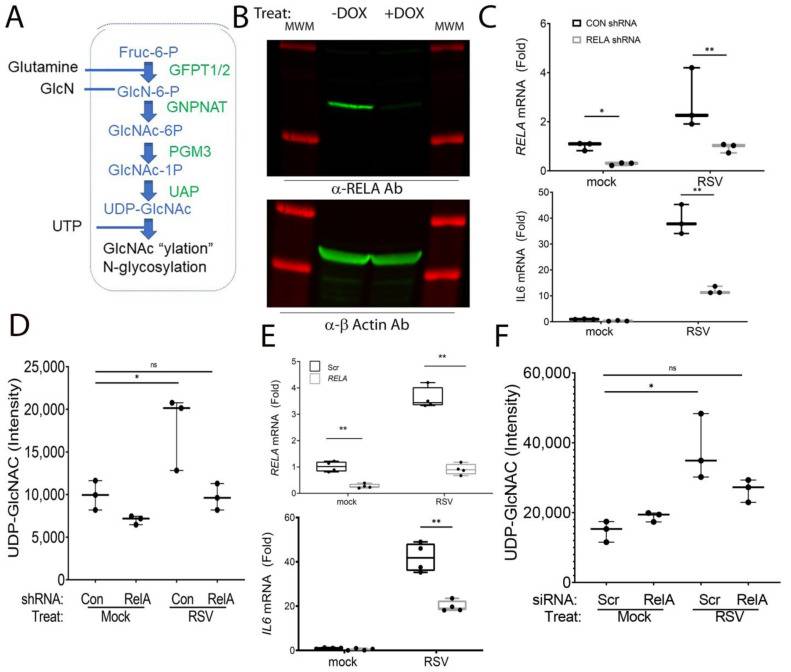 A
Fruc-6-P
Glutamine
GFPT1/2
GlcN
GlcN-6-P
GNPNAT
GlcNAc-6P
PGM3
GlcNAc-1P
UAP
UDP-GlcNAc
UTP
GlcNAc “ylation”
N-glycosylation
B
Treat: -DOX +DOX
MWM MWM
α-RELA Ab
α-β Actin Ab
C
CON shRNA
RELA shRNA
RELA mRNA (Fold)
6
4
2
0
*
**
mock RSV
IL6 mRNA (Fold)
50
40
30
20
10
0
**
mock RSV
D
UDP-GlcNAC (Intensity)
25,000
20,000
15,000
10,000
5,000
0
ns
*
shRNA: Con RelA Con RelA
Treat: Mock RSV
E
Scr
RELA
RELA mRNA (Fold)
5
4
3
2
1
0
**
**
mock RSV
IL6 mRNA (Fold)
60
40
20
0
**
mock RSV
F
UDP-GlcNAC (Intensity)
60,000
40,000
20,000
0
ns
*
siRNA: Scr RelA Scr RelA
Treat: Mock RSV